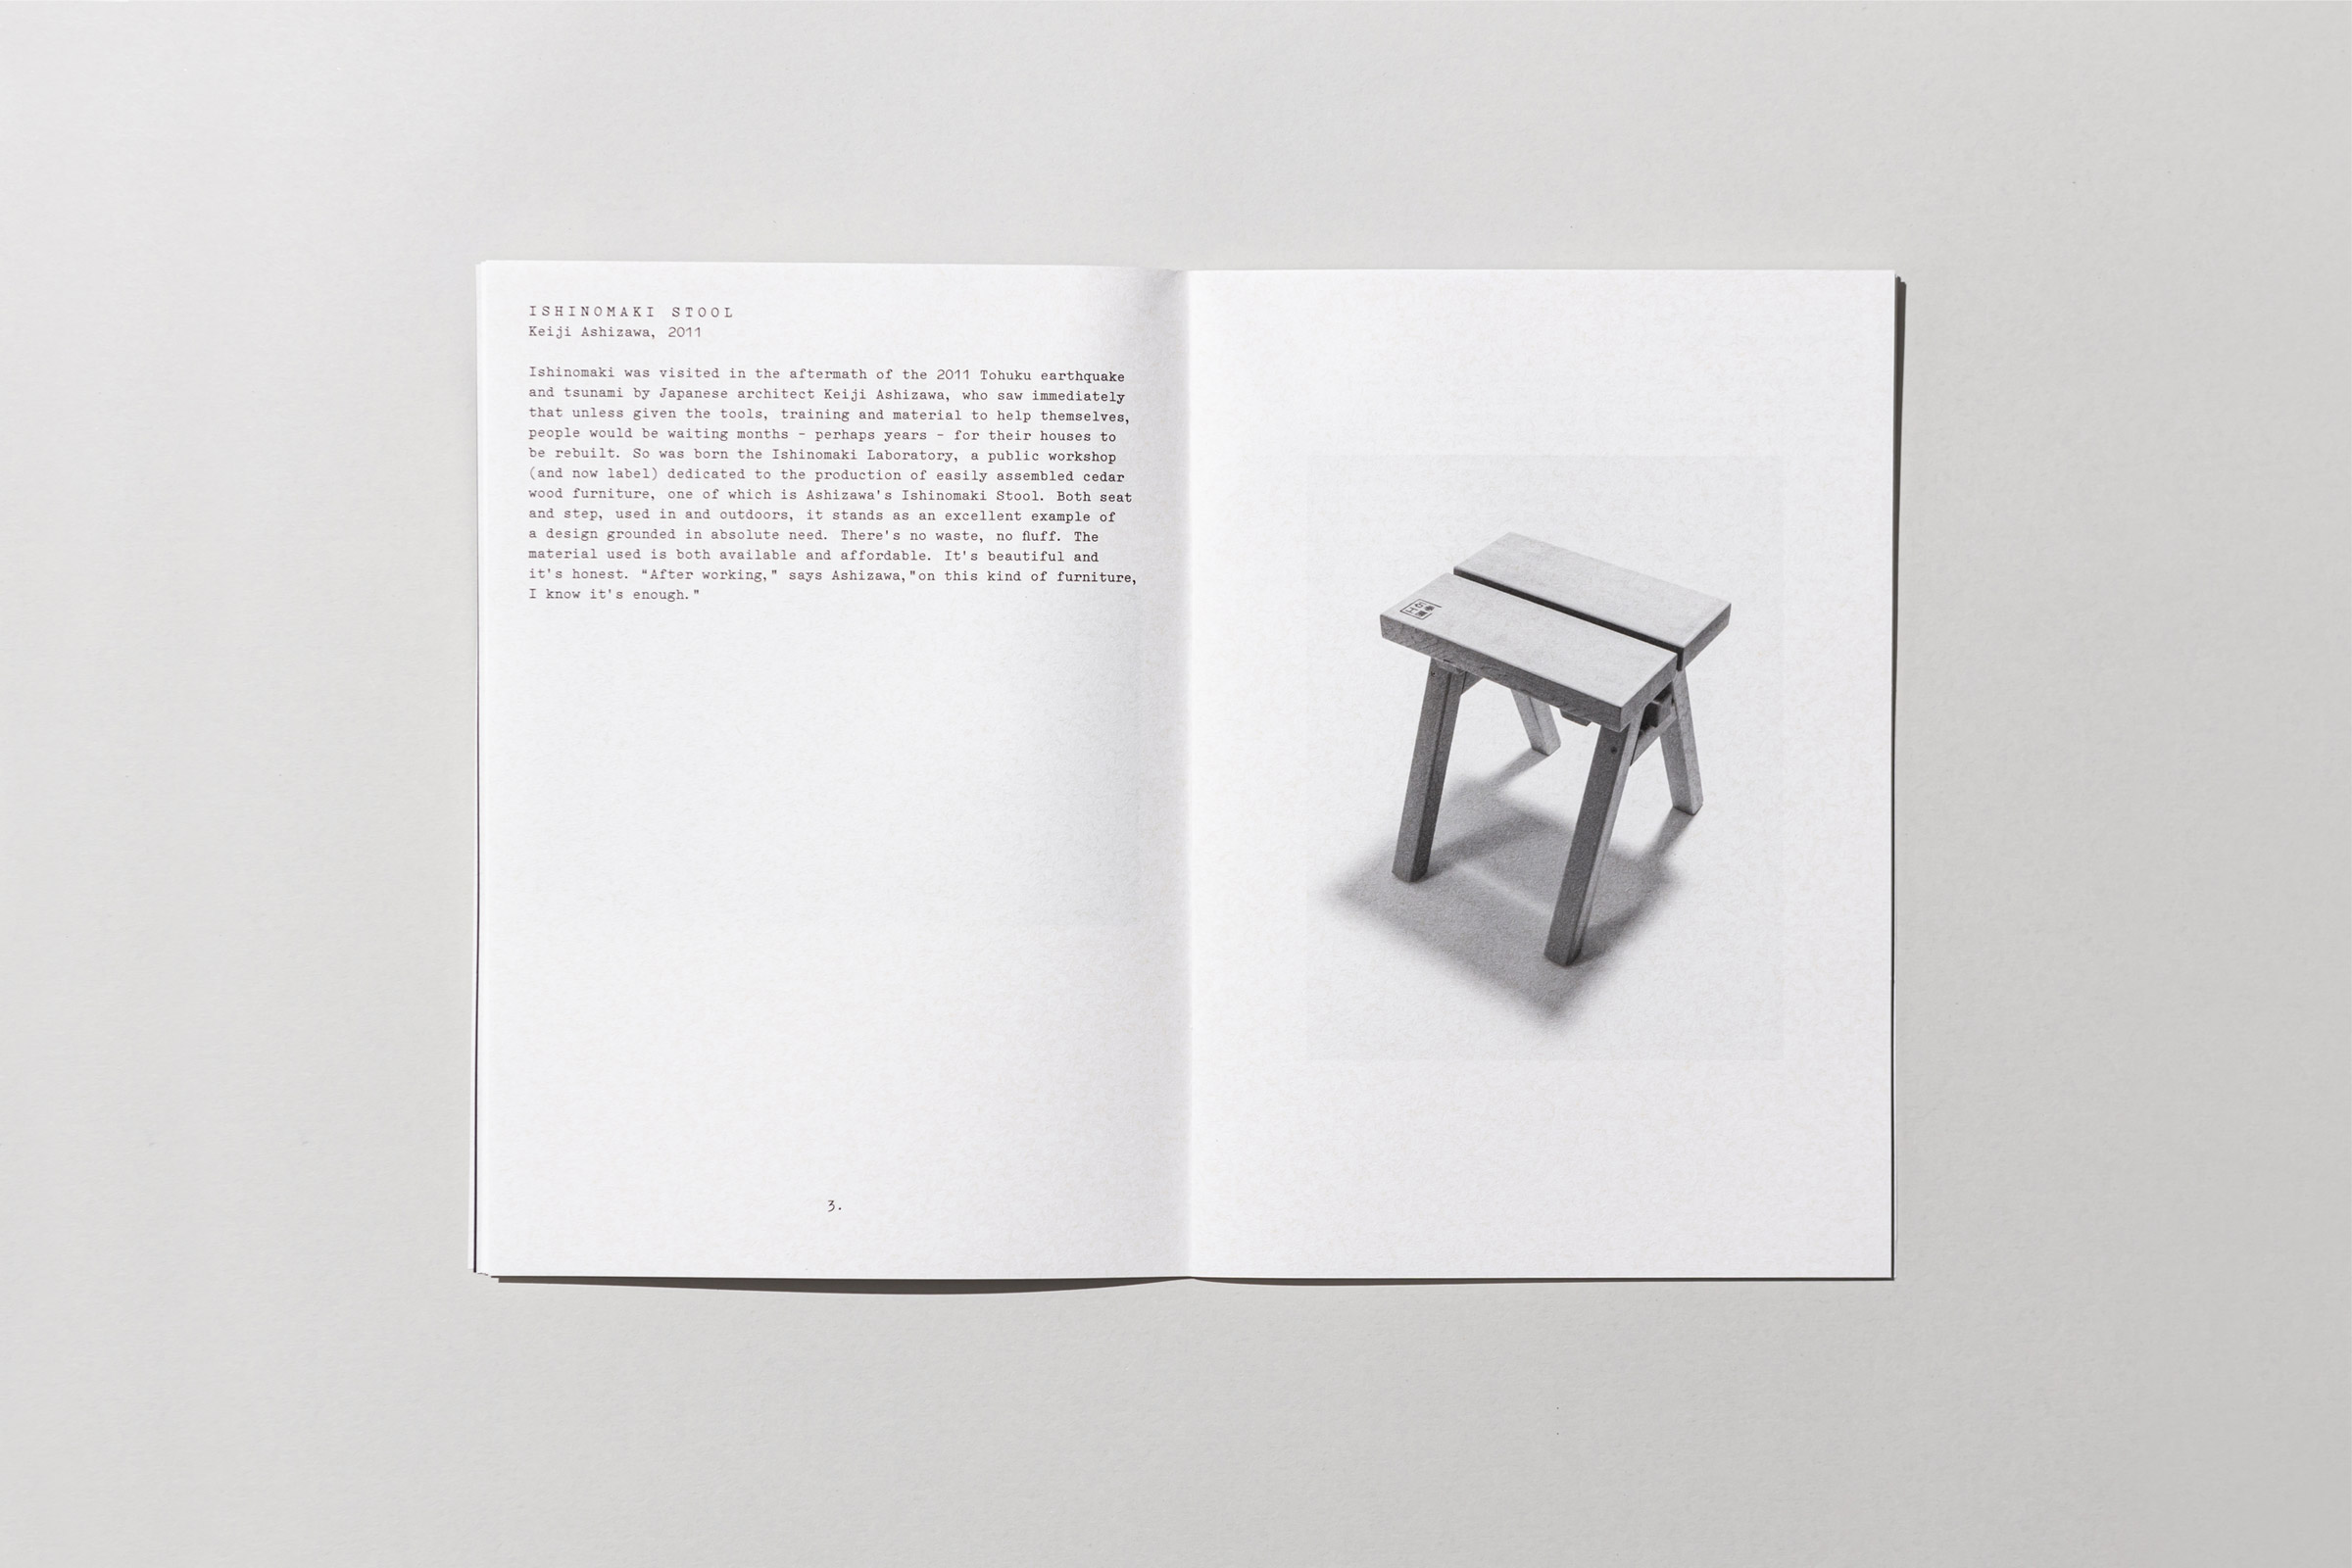 ISHINOMAKI STOOL
Keiji Ashizawa, 2011
Ishinomaki was visited in the aftermath of the 2011 Tohuku earthquake
and tsunami by Japanese architect Keiji Ashizawa, who saw immediately
that unless given the tools, training and material to help themselves,
people would be waiting months - perhaps years - for their houses to
be rebuilt. So was born the Ishinomaki Laboratory, a public workshop
(and now label) dedicated to the production of easily assembled cedar
wood furniture, one of which is Ashizawa's Ishinomaki Stool. Both seat
and step, used in and outdoors, it stands as an excellent example of
a design grounded in absolute need. There's no waste, no fluff. The
material used is both available and affordable. It's beautiful and
it's honest. "After working," says Ashizawa,"on this kind of furniture,
I know it's enough."
3.